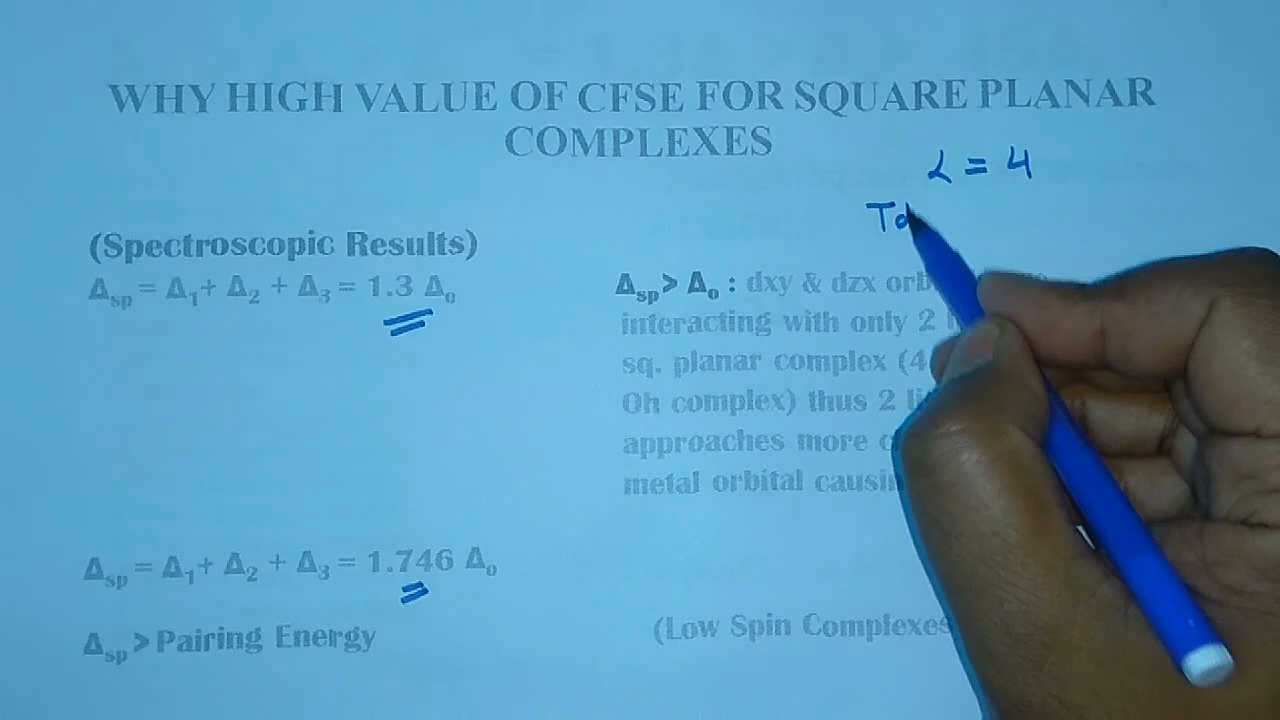 WHY HIGH VALUE OF CFSE FOR SQUARE PLANAR
COMPLEXES
L = 4
(Spectroscopic Results)
Δsp = Δ1+ Δ2 + Δ3 = 1.3 Δo
Δsp > Δo : dxy & dzx
interacting with only 2
sq. planar complex (4
Oh complex) thus 2
approaches more
metal orbital
Δsp = Δ1+ Δ2 + Δ3 = 1.746 Δo
Δsp > Pairing Energy
(Low Spin Complexes